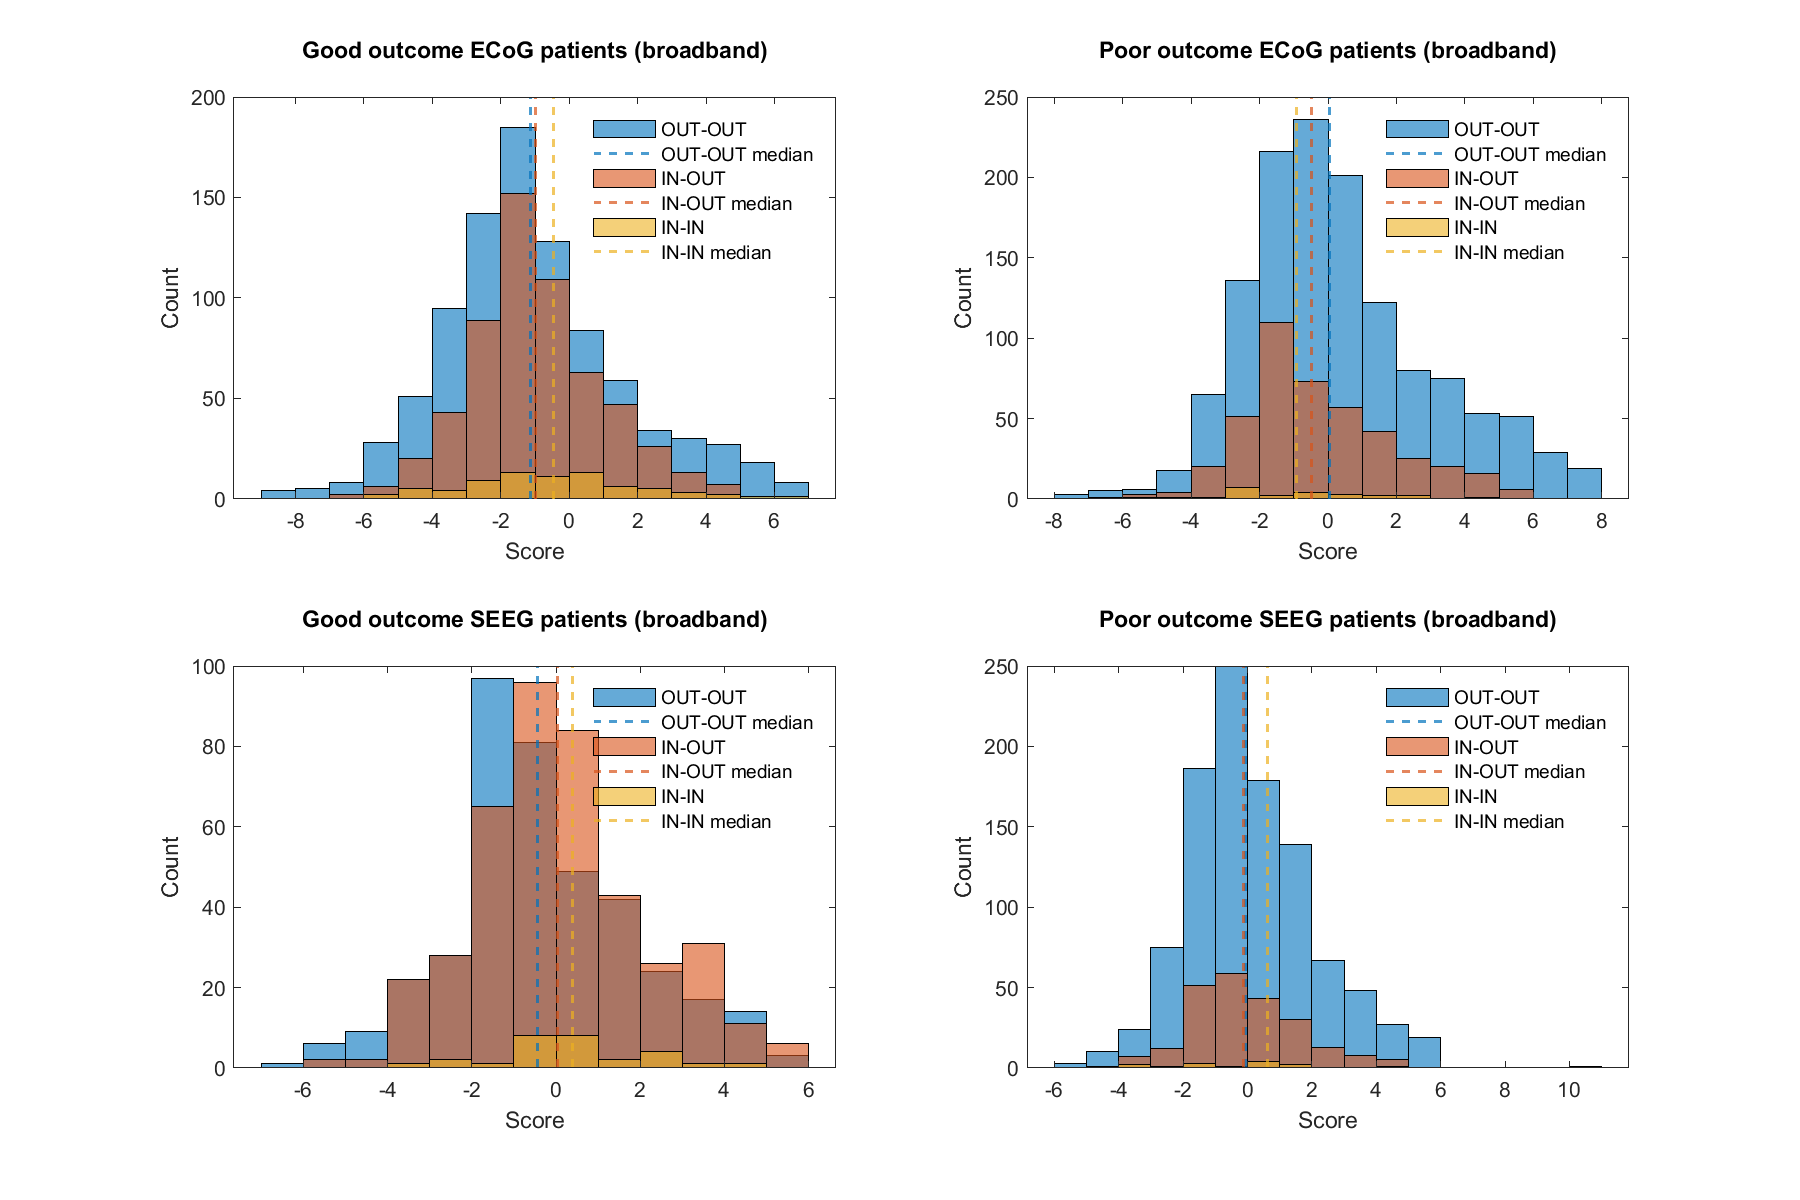 Good outcome ECoG patients (broadband)
200
150
100
50
0
Count
-8 -6 -4 -2 0 2 4 6
Score
OUT-OUT
OUT-OUT median
IN-OUT
IN-OUT median
IN-IN
IN-IN median
Poor outcome ECoG patients (broadband)
250
200
150
100
50
0
Count
-8 -6 -4 -2 0 2 4 6 8
Score
OUT-OUT
OUT-OUT median
IN-OUT
IN-OUT median
IN-IN
IN-IN median
Good outcome SEEG patients (broadband)
100
80
60
40
20
0
Count
-6 -4 -2 0 2 4 6
Score
OUT-OUT
OUT-OUT median
IN-OUT
IN-OUT median
IN-IN
IN-IN median
Poor outcome SEEG patients (broadband)
250
200
150
100
50
0
Count
-6 -4 -2 0 2 4 6 8 10
Score
OUT-OUT
OUT-OUT median
IN-OUT
IN-OUT median
IN-IN
IN-IN median